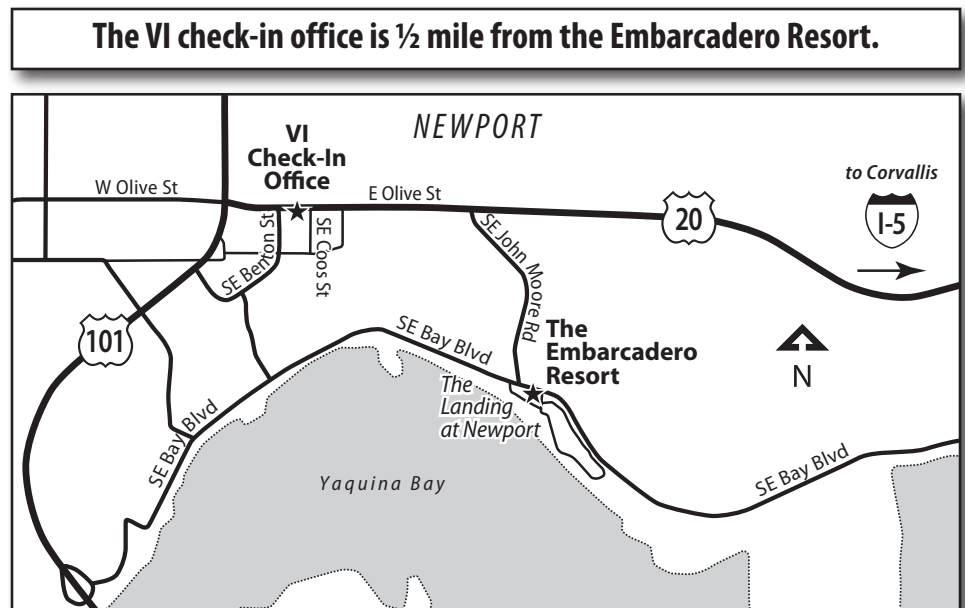 The VI check-in office is ½ mile from the Embarcadero Resort.
NEWPORT
VI
Check-In
Office
to Corvallis
W Olive St
E Olive St
I-5
20
SE Benton St
SE Coos St
SE John Moore Rd
101
SE Bay Blvd
The
Embarcadero
Resort
N
The
Landing
at Newport
SE Bay Blvd
SE Bay Blvd
Yaquina Bay